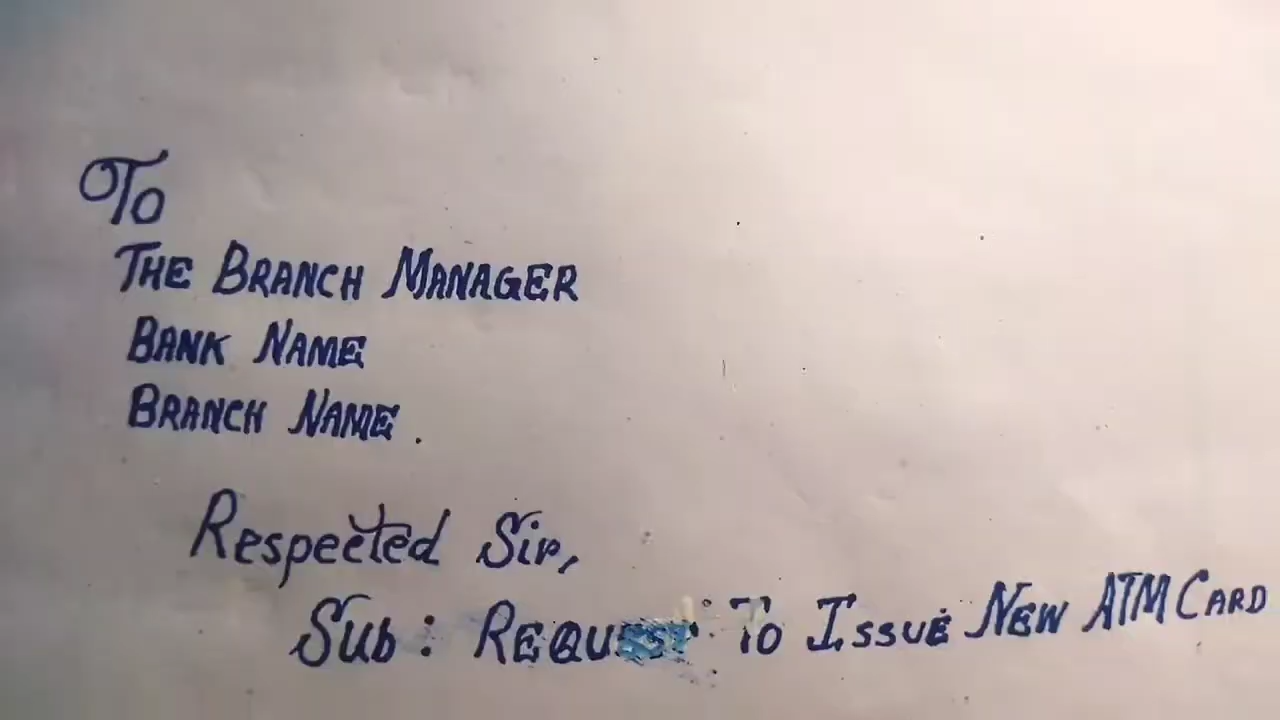 To
The Branch Manager
Bank Name
Branch Name.
Respected Sir,
Sub: Request To Issue New ATM Card